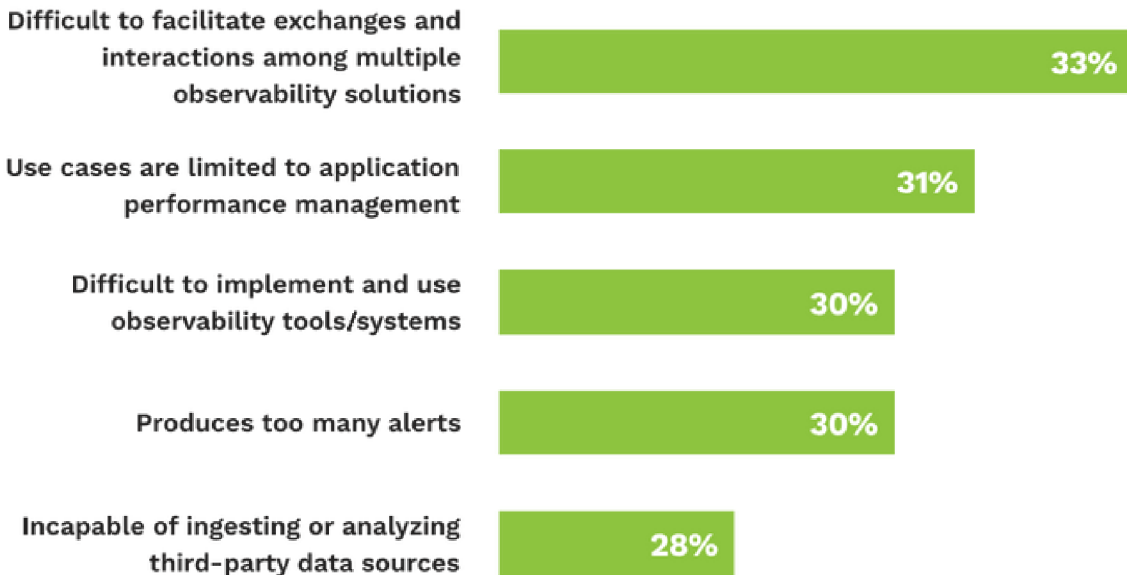 Difficult to facilitate exchanges and
interactions among multiple
observability solutions
33%
Use cases are limited to application
performance management
31%
Difficult to implement and use
observability tools/systems
30%
Produces too many alerts
30%
Incapable of ingesting or analyzing
third-party data sources
28%